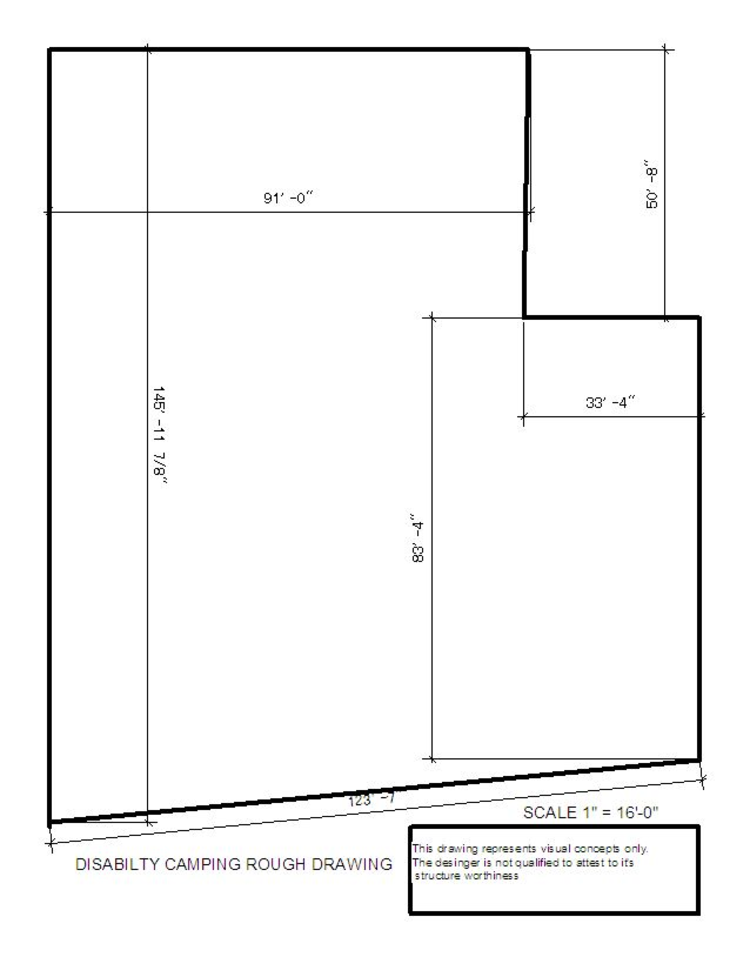 50' -8"
91' -0"
145' -11 7/8"
33' -4"
83' -4"
123' -7
SCALE 1" = 16'-0"
This drawing represents visual concepts only.
The desinger is not qualified to attest to it's
structure worthiness
DISABILTY CAMPING ROUGH DRAWING